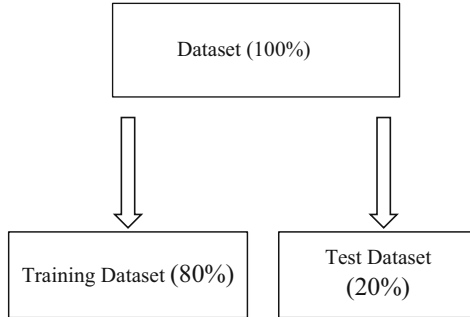 Dataset (100%)
Training Dataset (80%)
Test Dataset
(20%)